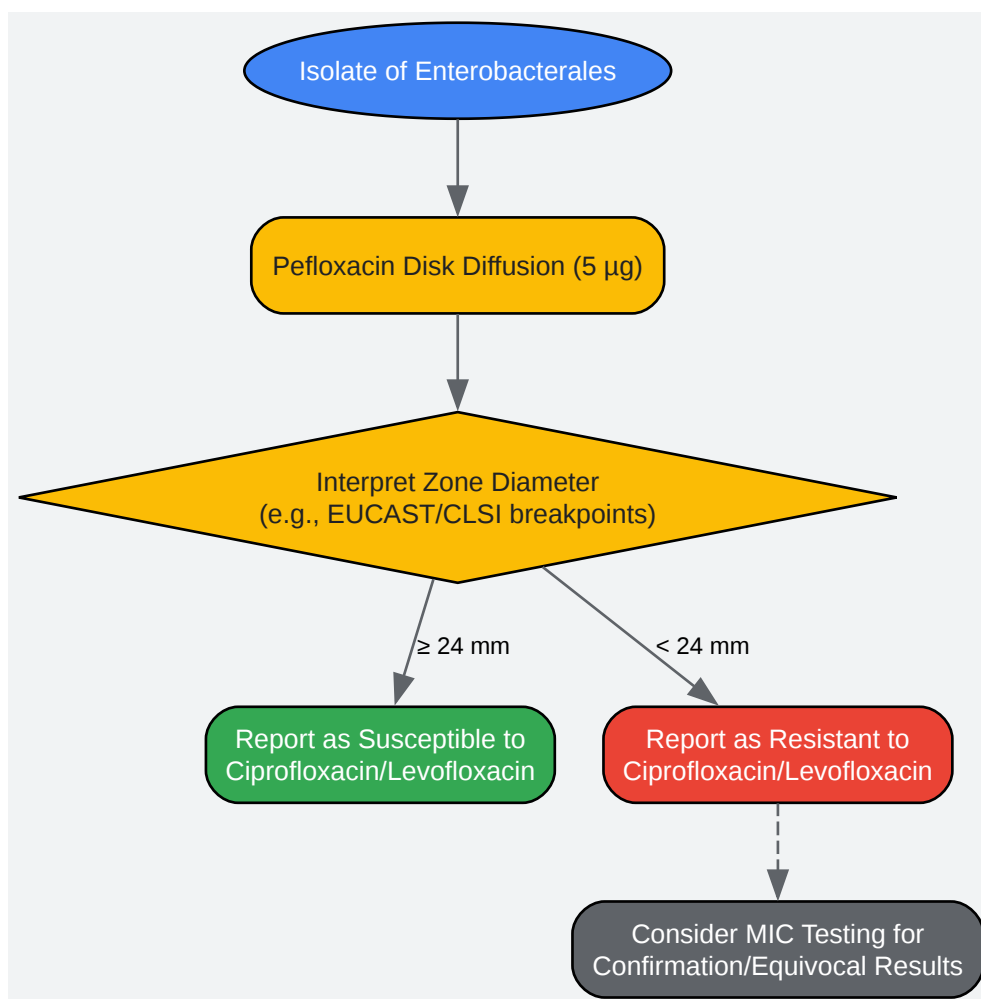 Isolate of Enterobacterales
Pefloxacin Disk Diffusion (5 µg)
Interpret Zone Diameter
(e.g., EUCAST/CLSI breakpoints)
≥ 24 mm
< 24 mm
Report as Susceptible to
Ciprofloxacin/Levofloxacin
Report as Resistant to
Ciprofloxacin/Levofloxacin
Consider MIC Testing for
Confirmation/Equivocal Results